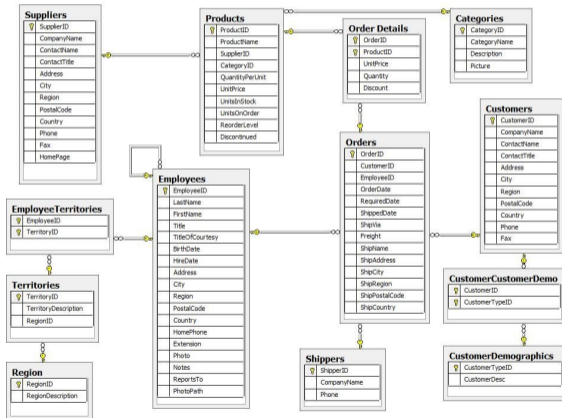 Suppliers
SupplierID
CompanyName
ContactName
ContactTitle
Address
City
Region
PostalCode
Country
Phone
Fax
HomePage
Products
ProductID
ProductName
SupplierID
CategoryID
QuantityPerUnit
UnitPrice
UnitsInStock
UnitsOnOrder
ReorderLevel
Discontinued
Order Details
OrderID
ProductID
UnitPrice
Quantity
Discount
Categories
CategoryID
CategoryName
Description
Picture
Customers
CustomerID
CompanyName
ContactName
ContactTitle
Address
City
Region
PostalCode
Country
Phone
Fax
Orders
OrderID
CustomerID
EmployeeID
OrderDate
RequiredDate
ShippedDate
ShipVia
Freight
ShipName
ShipAddress
ShipCity
ShipRegion
ShipPostalCode
ShipCountry
Employees
EmployeeID
LastName
FirstName
Title
TitleOfCourtesy
BirthDate
HireDate
Address
City
Region
PostalCode
Country
HomePhone
Extension
Photo
Notes
ReportsTo
PhotoPath
EmployeeTerritories
EmployeeID
TerritoryID
Territories
TerritoryID
TerritoryDescription
RegionID
Region
RegionID
RegionDescription
Shippers
ShipperID
CompanyName
Phone
CustomerCustomerDemo
CustomerID
CustomerTypeID
CustomerDemographics
CustomerTypeID
CustomerDesc